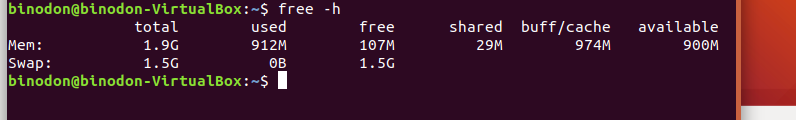 binodon@binodon-VirtualBox:~$ free -h
              total        used        free      shared  buff/cache   available
Mem:           1.9G        912M        107M         29M        974M        900M
Swap:          1.5G          0B        1.5G
binodon@binodon-VirtualBox:~$